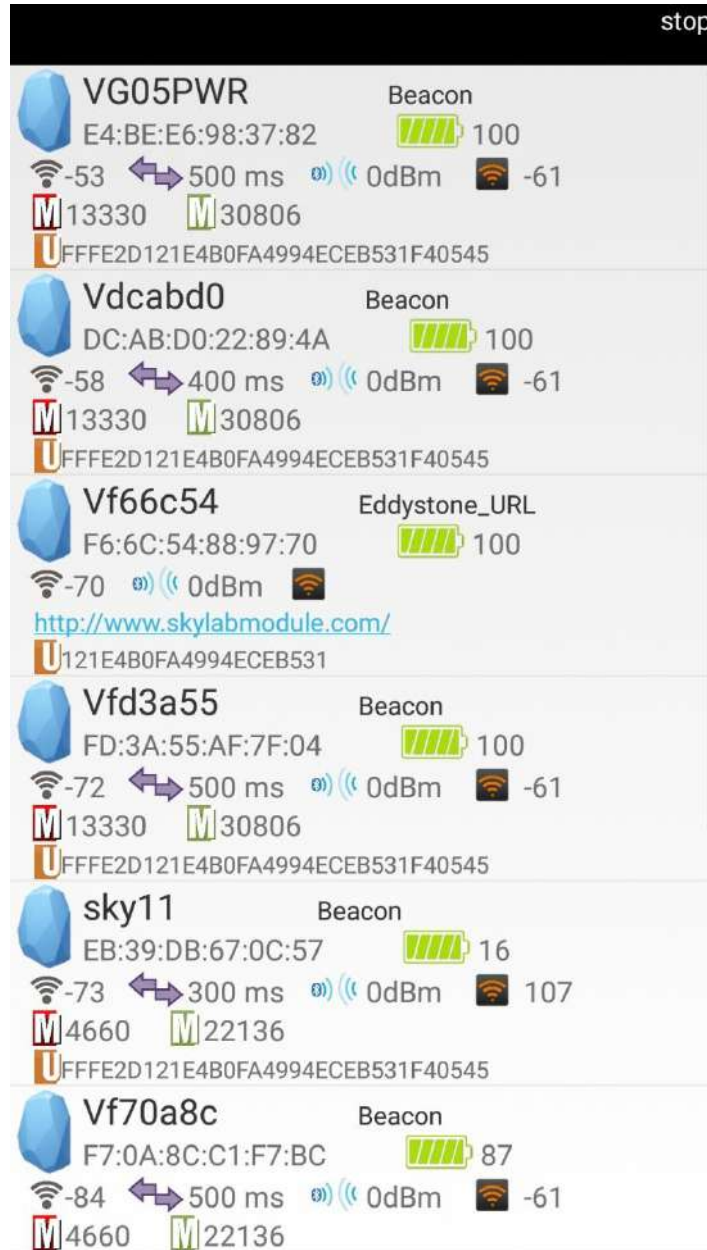 stop
VG05PWR Beacon
E4:BE:E6:98:37:82 100
-53 500 ms 0dBm -61
M 13330 M 30806
U FFFE2D121E4B0FA4994ECEB531F40545
Vdcabd0 Beacon
DC:AB:D0:22:89:4A 100
-58 400 ms 0dBm -61
M 13330 M 30806
U FFFE2D121E4B0FA4994ECEB531F40545
Vf66c54 Eddystone_URL
F6:6C:54:88:97:70 100
-70 0dBm
http://www.skylabmodule.com/
U 121E4B0FA4994ECEB531
Vfd3a55 Beacon
FD:3A:55:AF:7F:04 100
-72 500 ms 0dBm -61
M 13330 M 30806
U FFFE2D121E4B0FA4994ECEB531F40545
sky11 Beacon
EB:39:DB:67:0C:57 16
-73 300 ms 0dBm 107
M 4660 M 22136
U FFFE2D121E4B0FA4994ECEB531F40545
Vf70a8c Beacon
F7:0A:8C:C1:F7:BC 87
-84 500 ms 0dBm -61
M 4660 M 22136